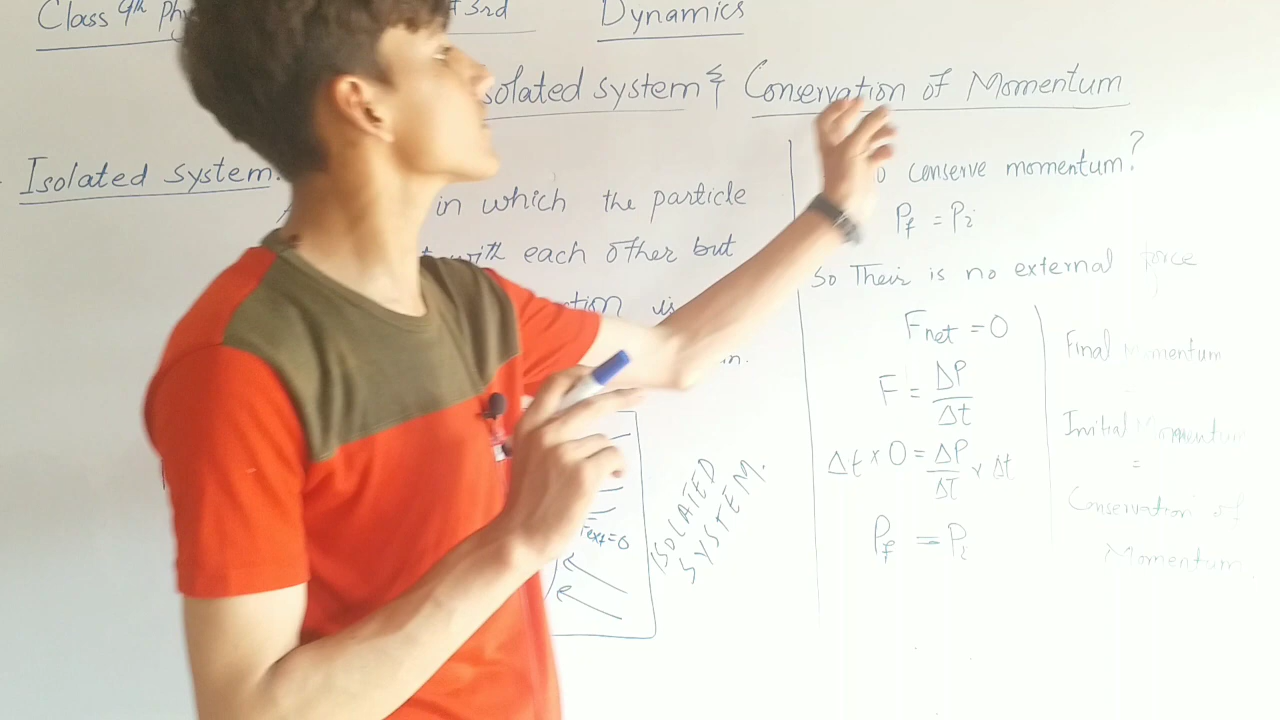 Class 9th Phy
3rd
Dynamics
solated system & Conservation of Momentum
Isolated system.
in which the particle
with each other but
tion is
conserve momentum?
Pf = Pi
So Their is no external force
Fnet = 0
F = ΔP/Δt
Δt × 0 = ΔP/ΔT × Δt
Pf = Pi
Final Momentum
=
Initial Momentum
=
Conservation of
Momentum
Fext=0
ISOLATED
SYSTEM.